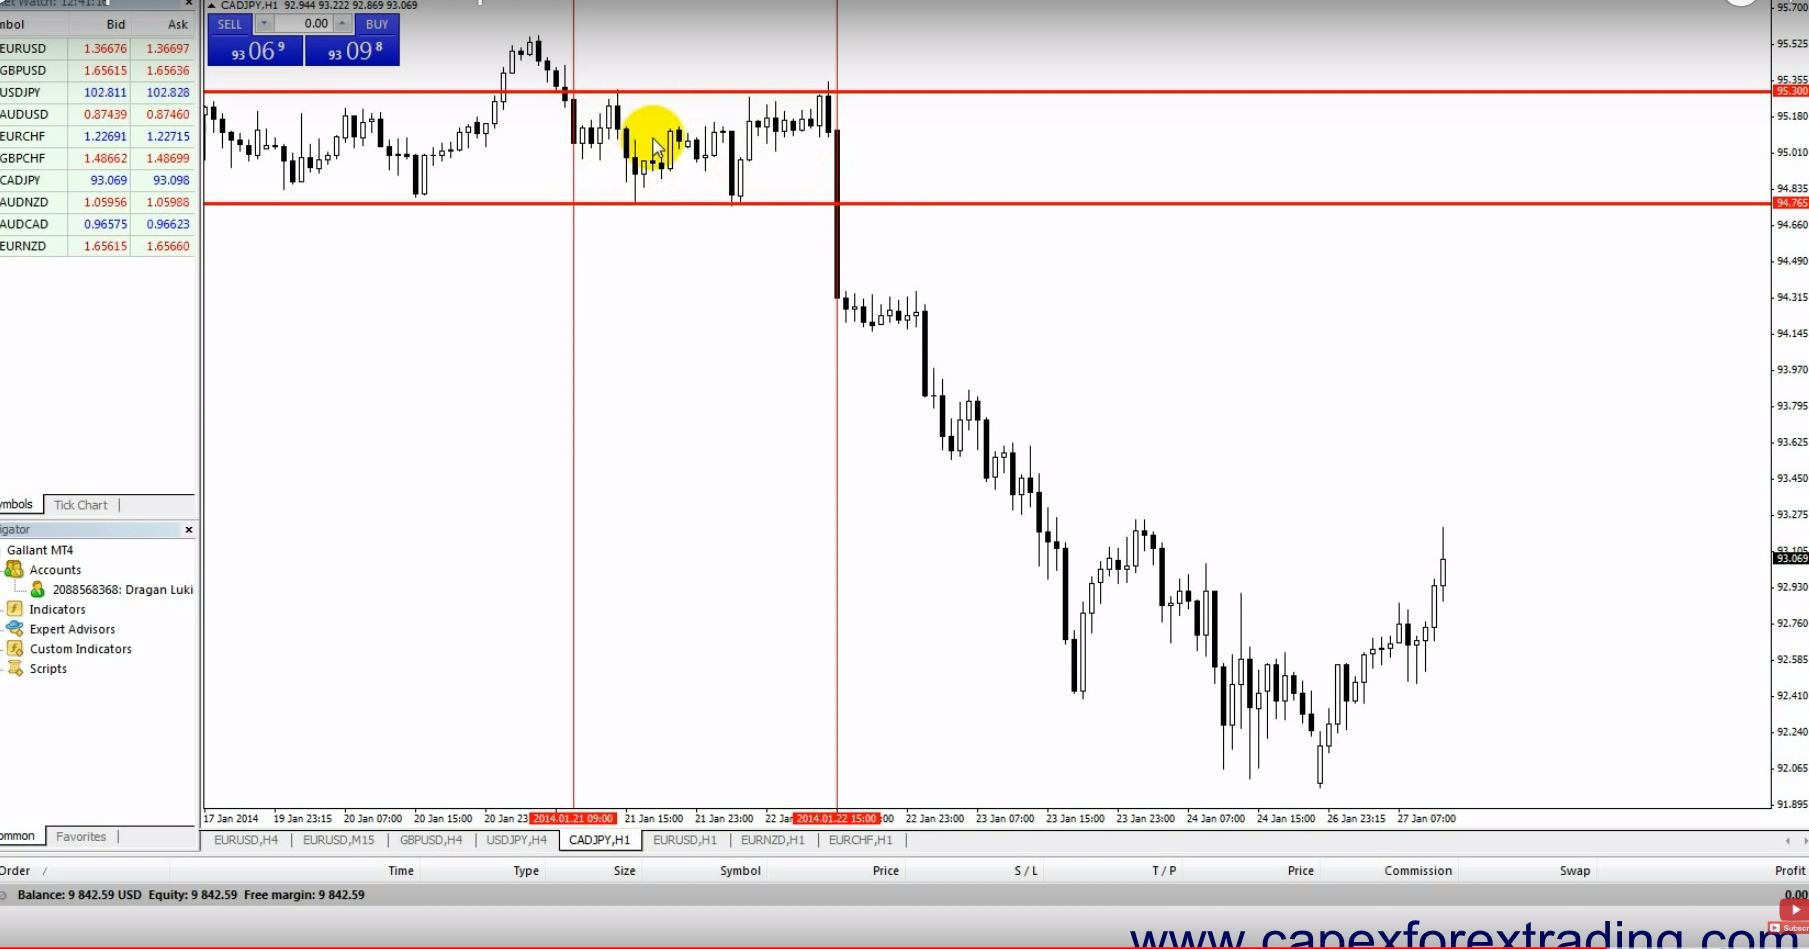 CADJPY,H1 92.944 93.222 92.869 93.069
SELL 0.00 BUY
93 06 9 93 09 8
Bid Ask
EURUSD 1.36676 1.36697
GBPUSD 1.65615 1.65636
USDJPY 102.811 102.828
AUDUSD 0.87439 0.87460
EURCHF 1.22691 1.22715
GBPCHF 1.48662 1.48699
CADJPY 93.069 93.098
AUDNZD 1.05956 1.05988
AUDCAD 0.96575 0.96623
EURNZD 1.65615 1.65660
ymbols Tick Chart
igator
Gallant MT4
Accounts
2088568368: Dragan Luki
Indicators
Expert Advisors
Custom Indicators
Scripts
ommon Favorites
95.700
95.525
95.355
95.300
95.180
95.010
94.835
94.765
94.660
94.490
94.315
94.145
93.970
93.795
93.625
93.450
93.275
93.105
93.069
92.930
92.760
92.585
92.410
92.240
92.065
91.895
17 Jan 2014 19 Jan 23:15 20 Jan 07:00 20 Jan 15:00 20 Jan 23 2014.01.21 09:00 21 Jan 15:00 21 Jan 23:00 22 Jan 2014.01.22 15:00 :00 22 Jan 23:00 23 Jan 07:00 23 Jan 15:00 23 Jan 23:00 24 Jan 07:00 24 Jan 15:00 26 Jan 23:15 27 Jan 07:00
EURUSD,H4 EURUSD,M15 GBPUSD,H4 USDJPY,H4 CADJPY,H1 EURUSD,H1 EURNZD,H1 EURCHF,H1
Order / Time Type Size Symbol Price S / L T / P Price Commission Swap Profit
Balance: 9 842.59 USD Equity: 9 842.59 Free margin: 9 842.59 0.00
Subscr
www.capexforextrading.com